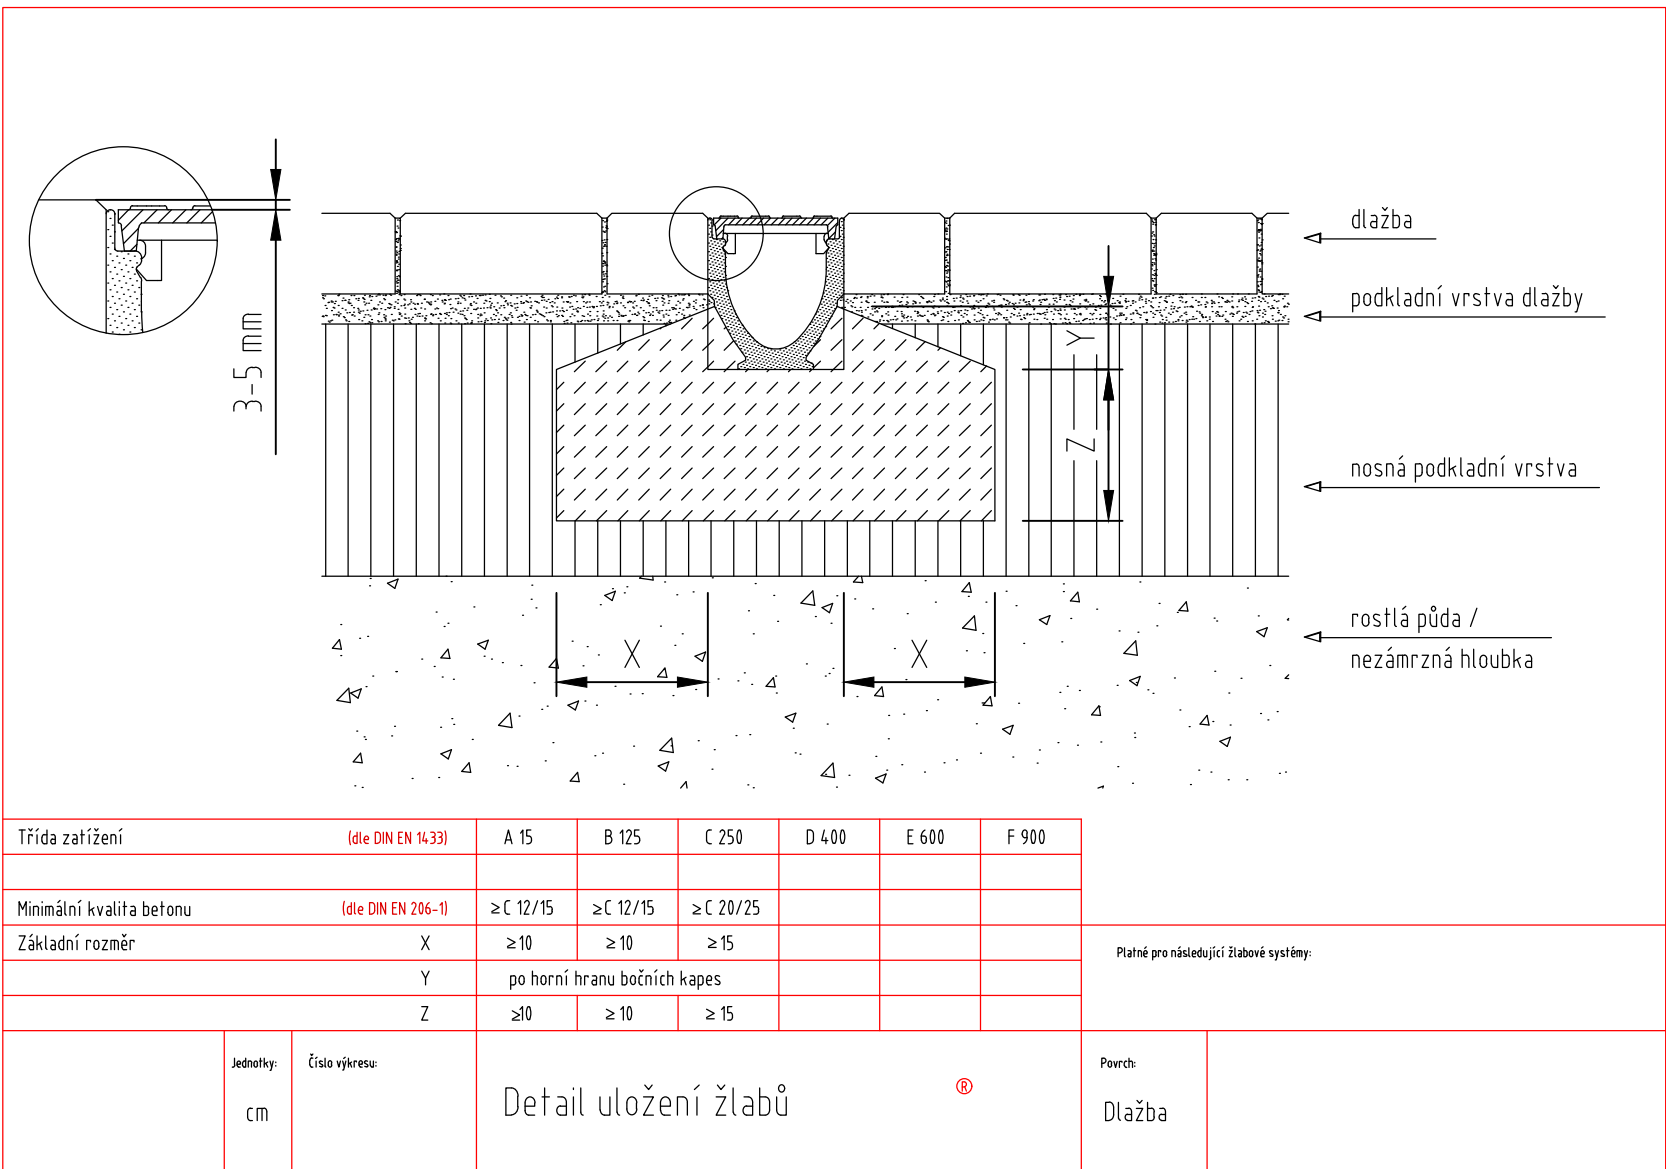 3-5 mm
dlažba
podkladní vrstva dlažby
Y
Z
nosná podkladní vrstva
rostlá půda /
nezámrzná hloubka
X X
Třída zatížení (dle DIN EN 1433) A 15 B 125 C 250 D 400 E 600 F 900
Minimální kvalita betonu (dle DIN EN 206-1) ≥C 12/15 ≥C 12/15 ≥C 20/25
Základní rozměr X ≥10 ≥10 ≥15
Y po horní hranu bočních kapes
Z ≥10 ≥10 ≥15
Platné pro následující žlabové systémy:
Jednotky:
cm
Číslo výkresu:
Detail uložení žlabů ®
Povrch:
Dlažba